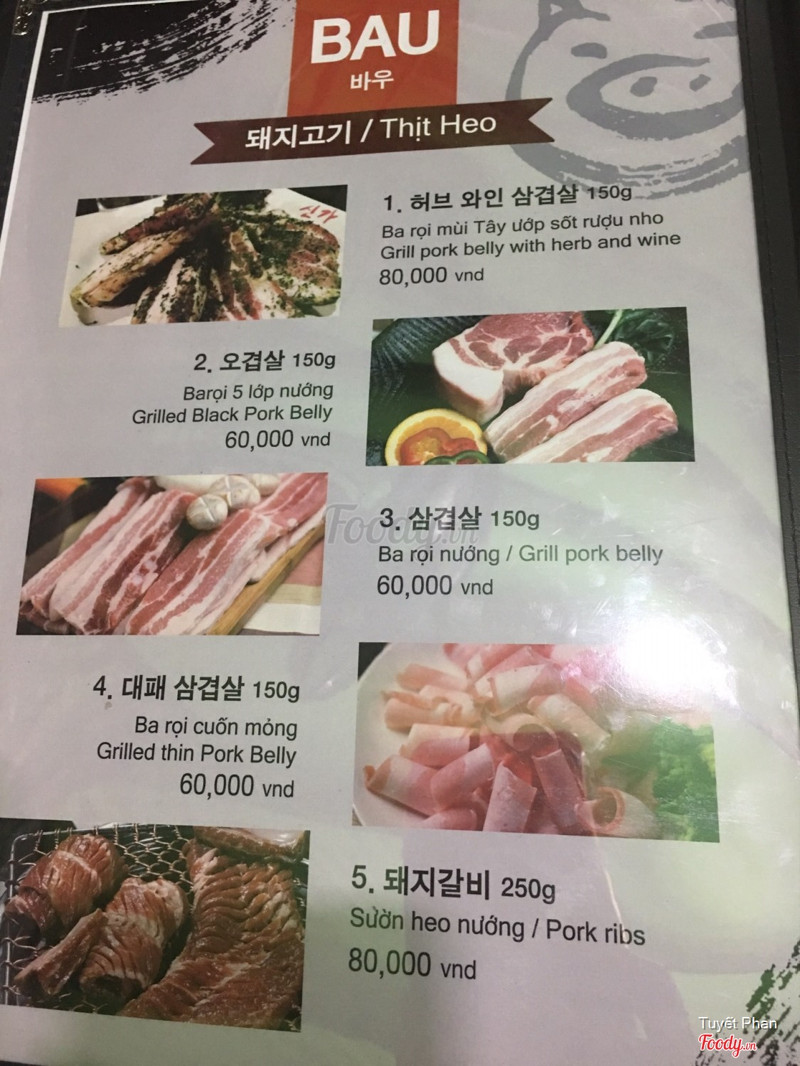 BAU
바우
돼지고기 / Thịt Heo
신가
1. 허브 와인 삼겹살 150g
Ba rọi mùi Tây ướp sốt rượu nho
Grill pork belly with herb and wine
80,000 vnd
2. 오겹살 150g
Barọi 5 lớp nướng
Grilled Black Pork Belly
60,000 vnd
3. 삼겹살 150g
Ba rọi nướng / Grill pork belly
60,000 vnd
Foody.vn
4. 대패 삼겹살 150g
Ba rọi cuốn mỏng
Grilled thin Pork Belly
60,000 vnd
5. 돼지갈비 250g
Sườn heo nướng / Pork ribs
80,000 vnd
Tuyết Phan
Foody.vn